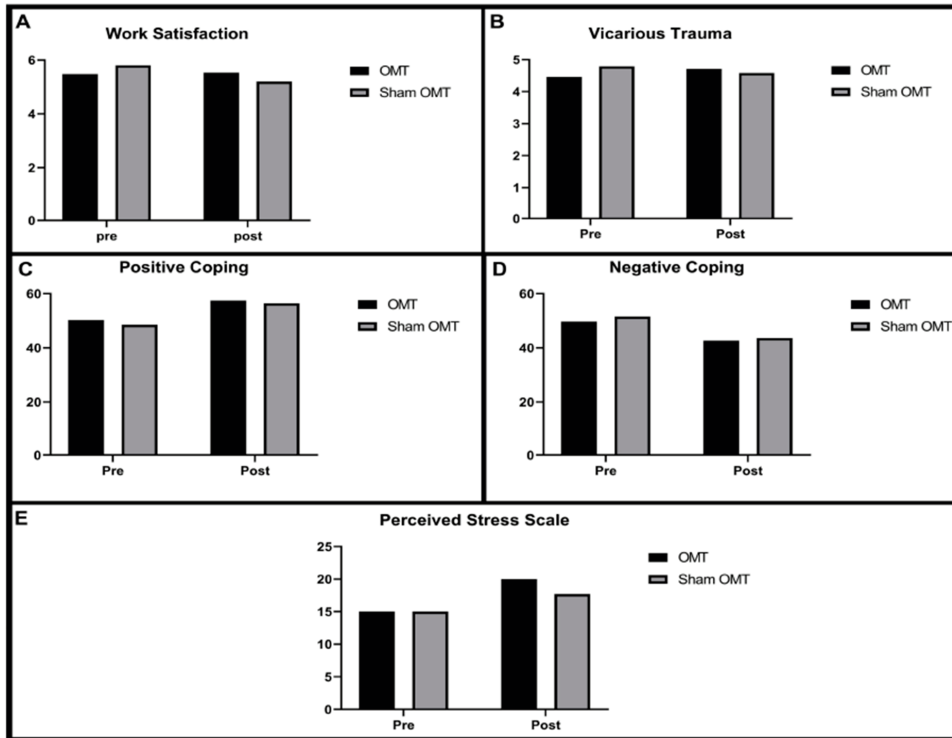 A
Work Satisfaction
6
4
2
0
pre
post
OMT
Sham OMT
B
Vicarious Trauma
5
4
3
2
1
0
Pre
Post
OMT
Sham OMT
C
Positive Coping
60
40
20
0
Pre
Post
OMT
Sham OMT
D
Negative Coping
60
40
20
0
Pre
Post
OMT
Sham OMT
E
Perceived Stress Scale
25
20
15
10
5
0
Pre
Post
OMT
Sham OMT